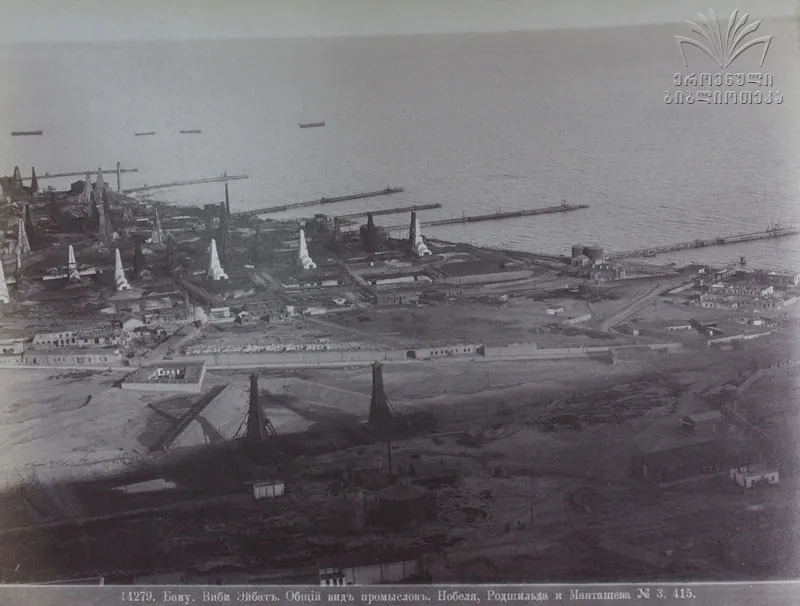 ეროვნული
ბიბლიოთეკა
14279. Баку. Биби Эйбатъ. Общій видъ промысловъ. Нобеля, Родшильда и Манташева № 3. 415.